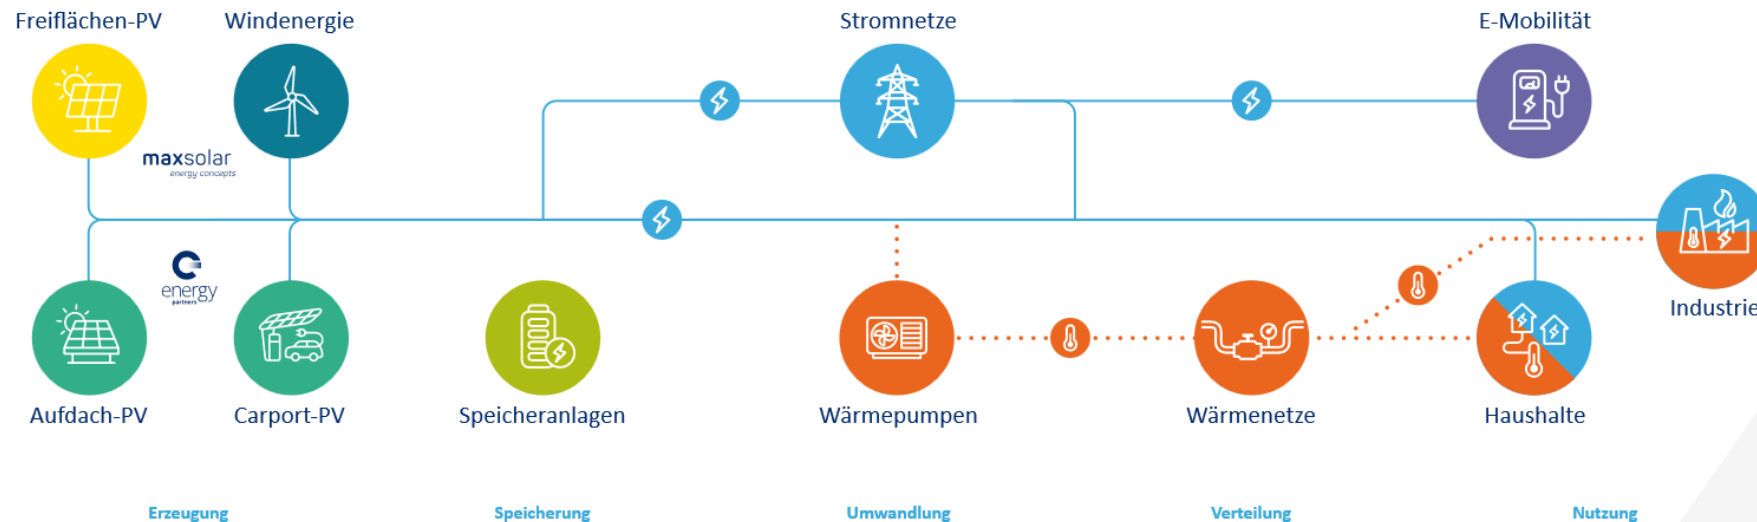 Freiflächen-PV
Windenergie
Stromnetze
E-Mobilität
maxsolar
energy concepts
energy
partners
Industrie
Aufdach-PV
Carport-PV
Speicheranlagen
Wärmepumpen
Wärmenetze
Haushalte
Erzeugung
Speicherung
Umwandlung
Verteilung
Nutzung